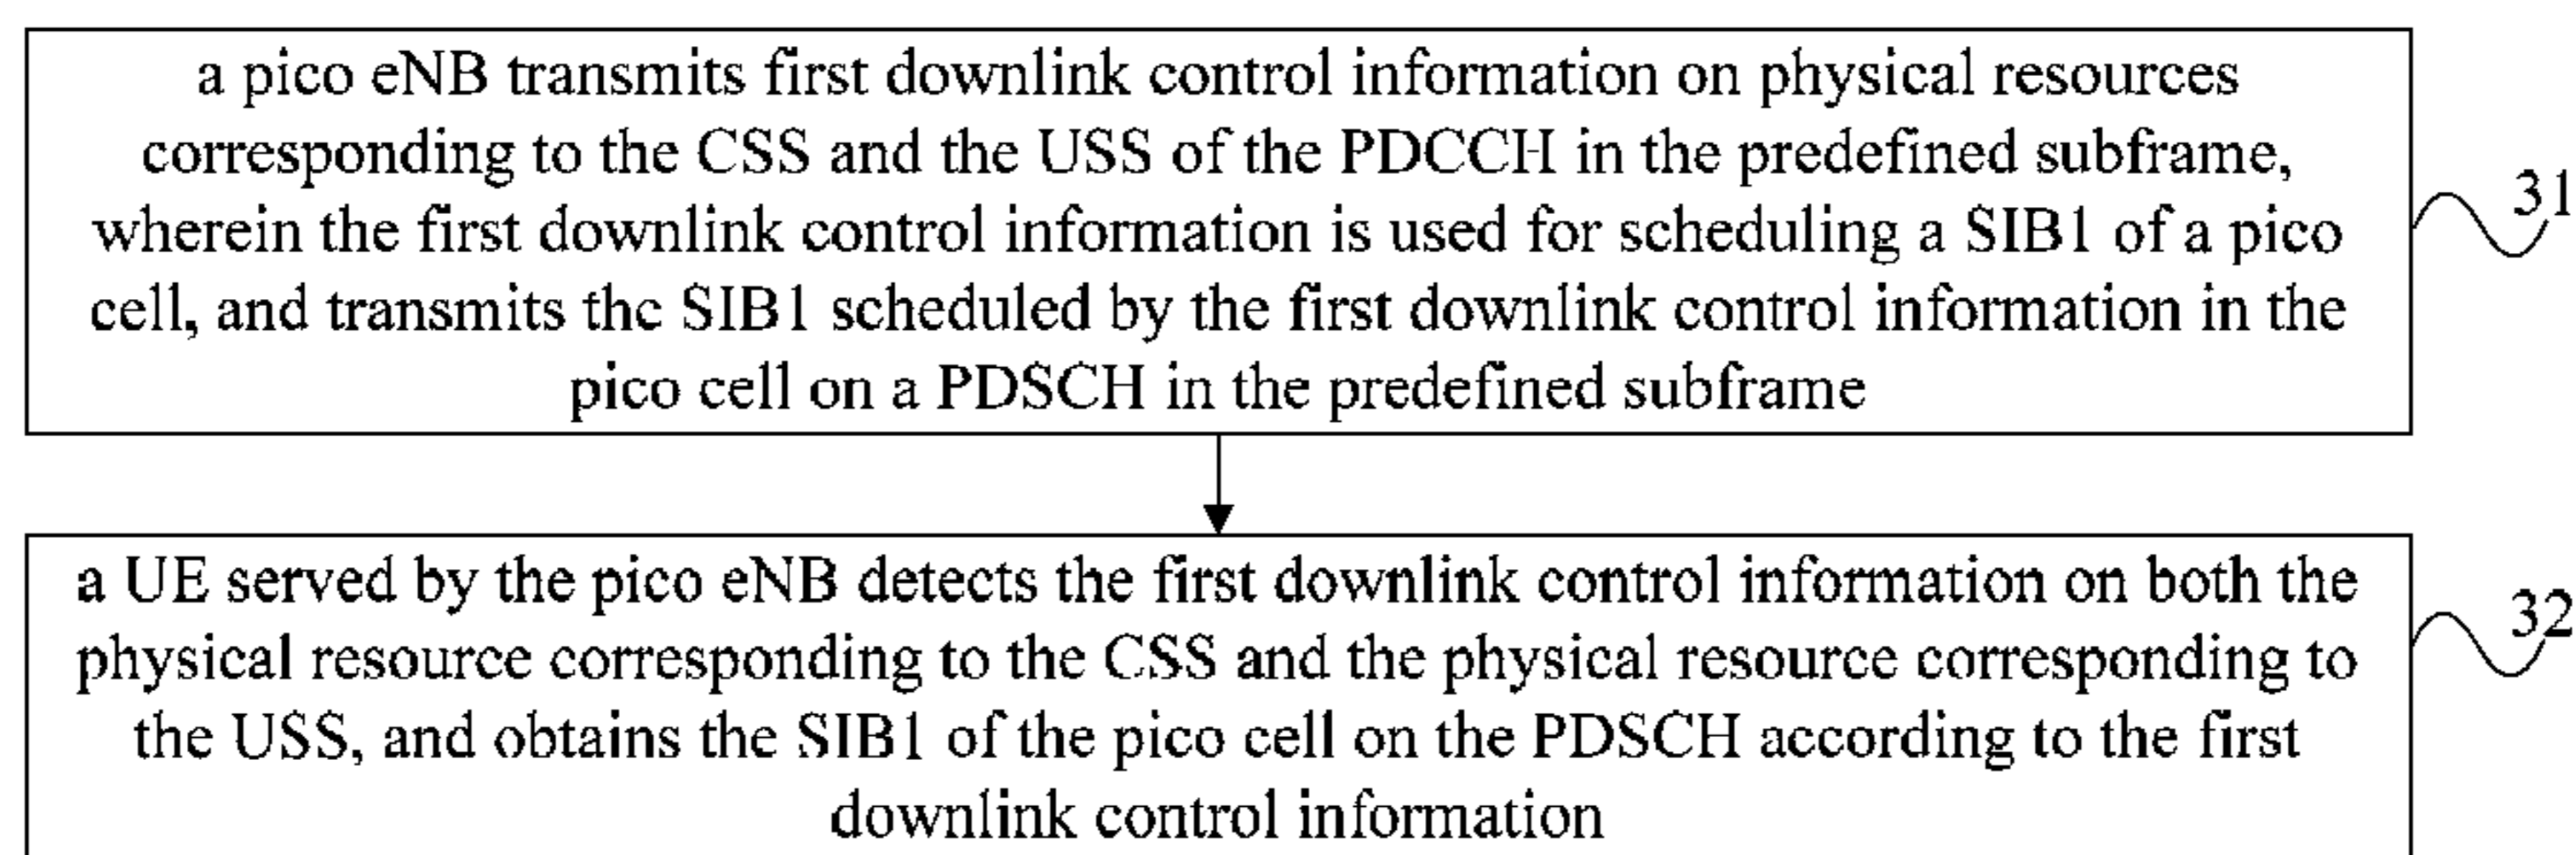 a pico eNB transmits first downlink control information on physical resources
corresponding to the CSS and the USS of the PDCCH in the predefined subframe,
wherein the first downlink control information is used for scheduling a SIB1 of a pico
cell, and transmits the SIB1 scheduled by the first downlink control information in the
pico cell on a PDSCH in the predefined subframe
31
a UE served by the pico eNB detects the first downlink control information on both the
physical resource corresponding to the CSS and the physical resource corresponding to
the USS, and obtains the SIB1 of the pico cell on the PDSCH according to the first
downlink control information
32